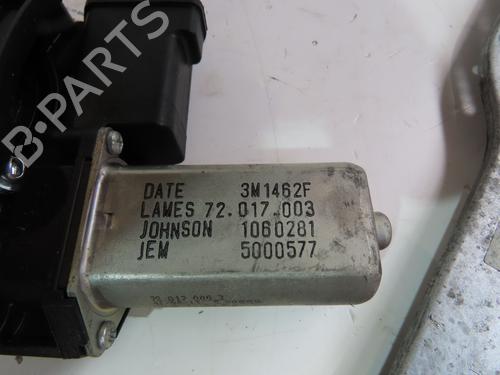 B-PARTS
DATE 3M1462F
LAMES 72.017.003
JOHNSON 1060281
JEM 5000577